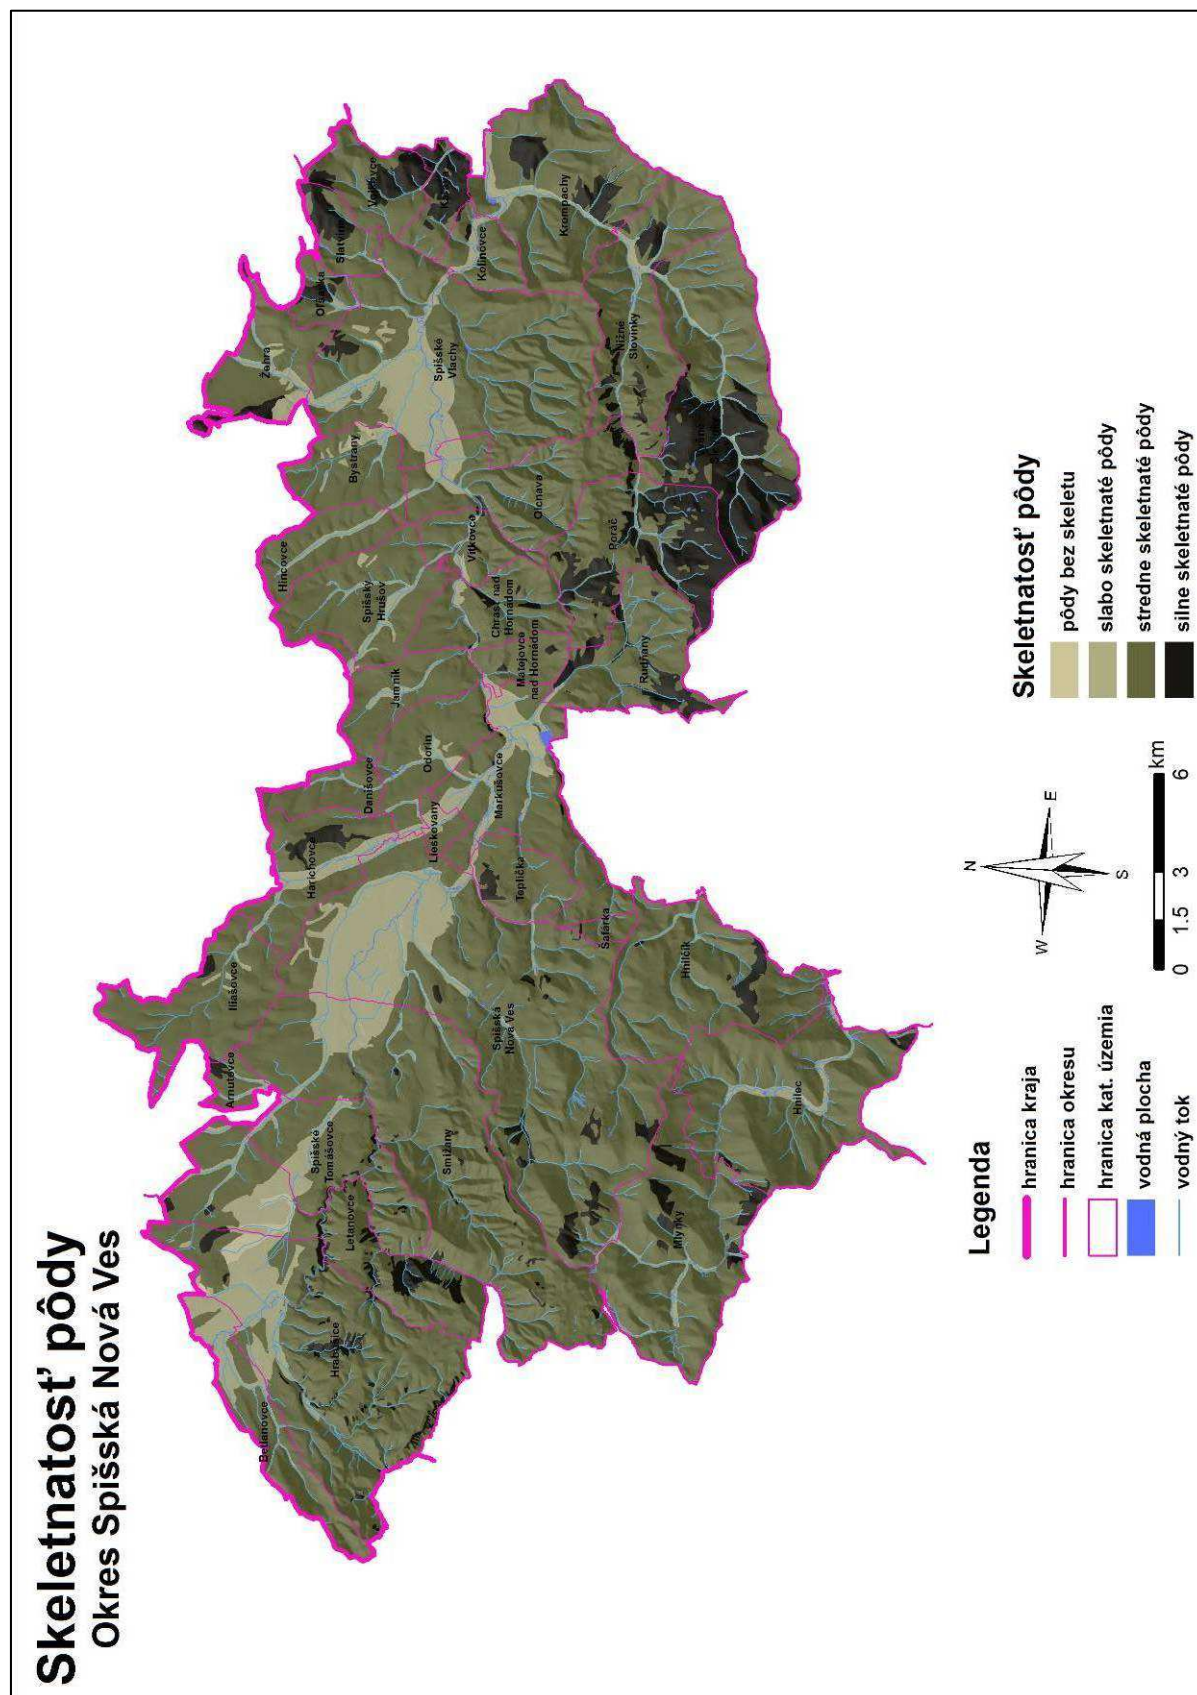 Skeletnatosť pôdy
Okres Spišská Nová Ves
Betlanovce
Hrabušice
Letanovce
Spišské
Tomášovce
Arnutovce
Iliašovce
Smižany
Spišská
Nová Ves
Mlynky
Hnilec
Hnilčík
Šafárka
Teplička
Harichovce
Lieskovany
Danišovce
Odorín
Markušovce
Jamník
Matejovce
nad Hornádom
Rudňany
Spišský
Hrušov
Chrasť nad
Hornádom
Vítkovce
Poráč
Hincovce
Olcnava
Bystrany
Žehra
Spišské
Vlachy
Nižné
Slovinky
Oľšavka
Slatvina
Vojkovce
Kolinovce
Krompachy
Legenda
hranica kraja
hranica okresu
hranica kat. územia
vodná plocha
vodný tok
N
W
E
S
0 1.5 3 6
km
Skeletnatosť pôdy
pôdy bez skeletu
slabo skeletnaté pôdy
stredne skeletnaté pôdy
silne skeletnaté pôdy